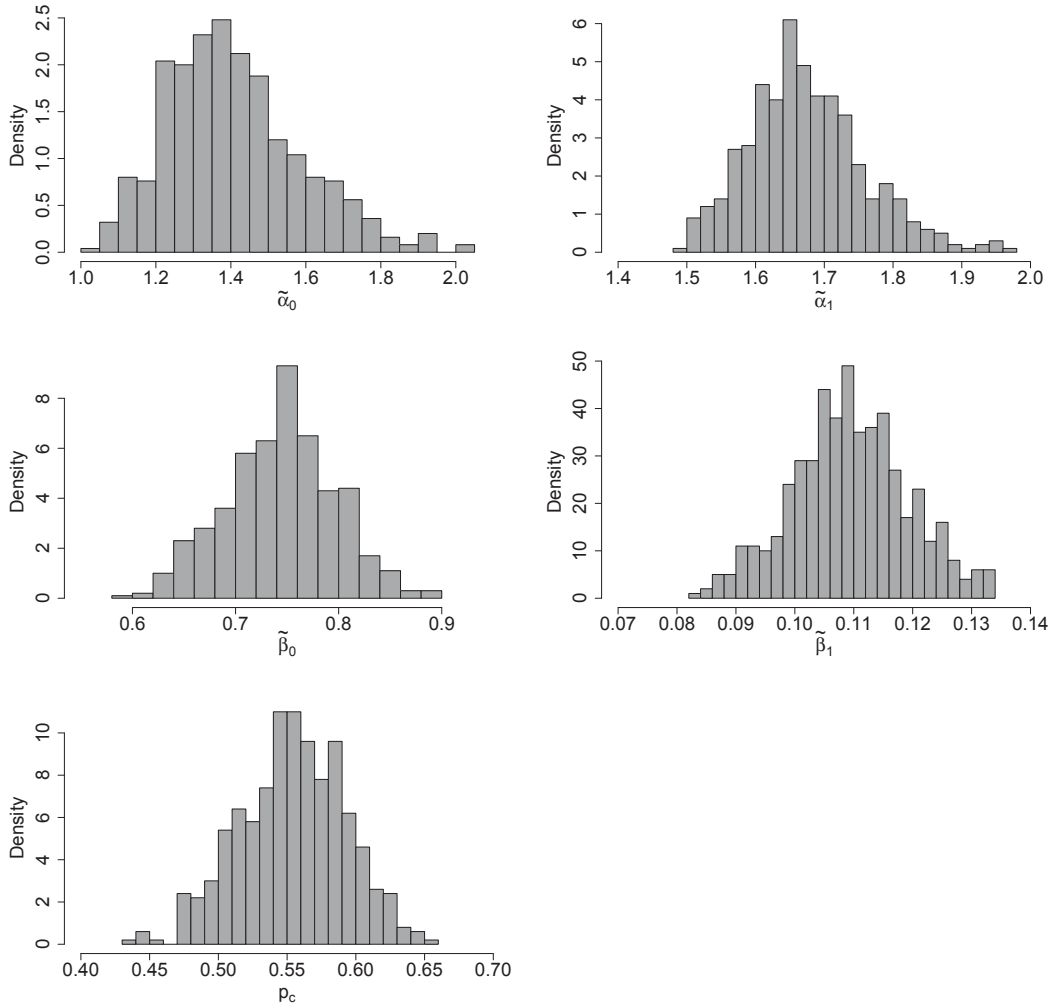 Density
0.0 0.5 1.0 1.5 2.0 2.5
1.0 1.2 1.4 1.6 1.8 2.0
α̃₀
Density
0 1 2 3 4 5 6
1.4 1.5 1.6 1.7 1.8 1.9 2.0
α̃₁
Density
0 2 4 6 8
0.6 0.7 0.8 0.9
β̃₀
Density
0 10 20 30 40 50
0.07 0.08 0.09 0.10 0.11 0.12 0.13 0.14
β̃₁
Density
0 2 4 6 8 10
0.40 0.45 0.50 0.55 0.60 0.65 0.70
p꜀